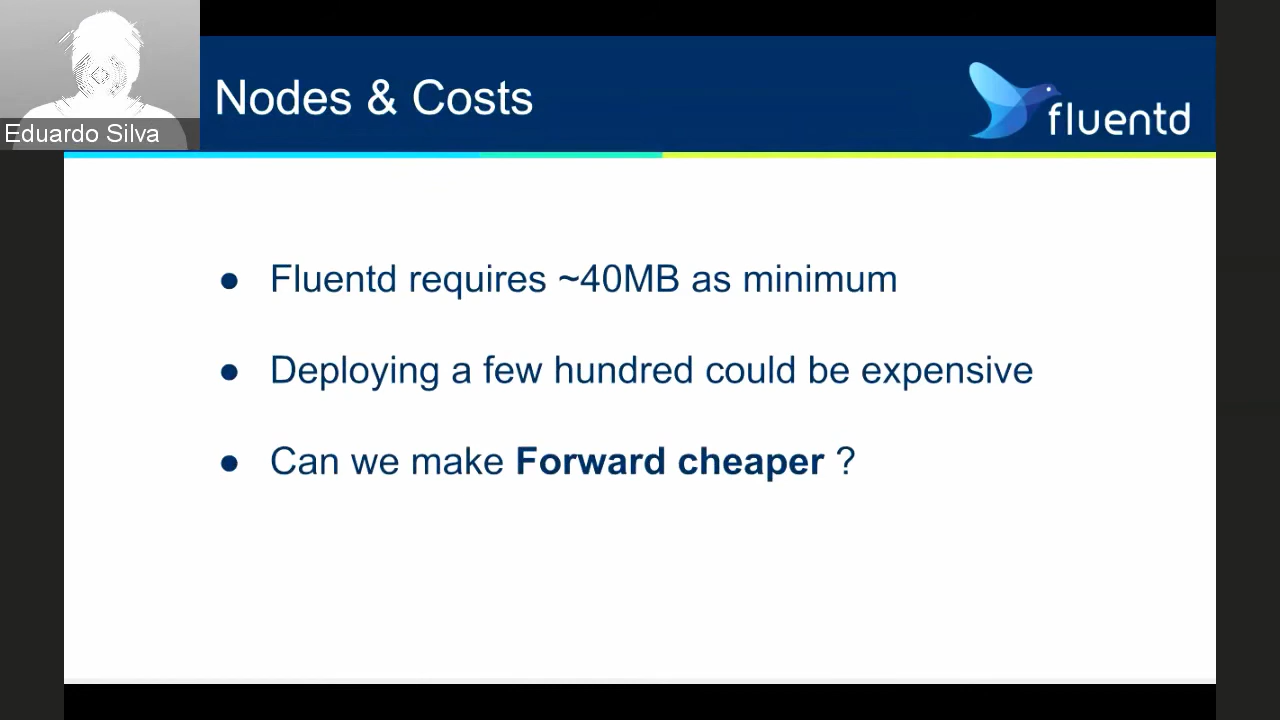 Eduardo Silva
Nodes & Costs
fluentd
● Fluentd requires ~40MB as minimum
● Deploying a few hundred could be expensive
● Can we make Forward cheaper ?